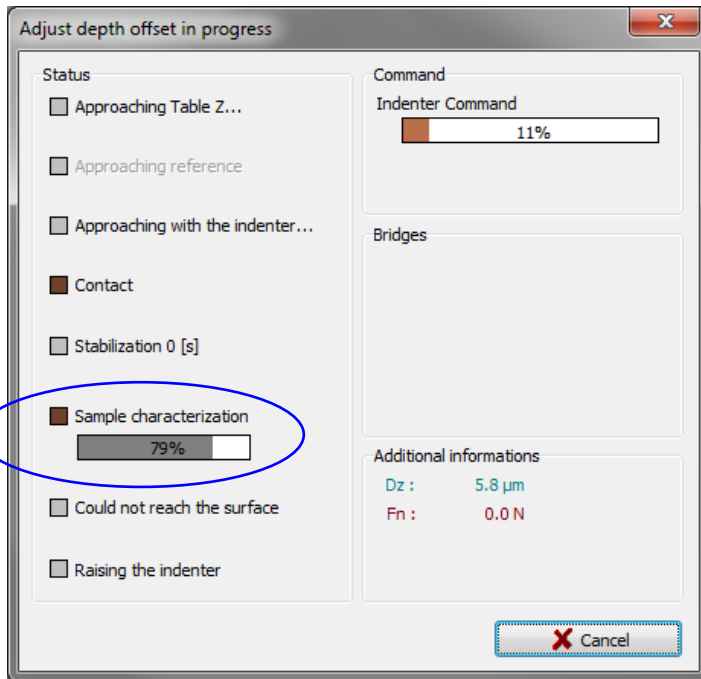 Adjust depth offset in progress
Status
Approaching Table Z...
Approaching reference
Approaching with the indenter...
Contact
Stabilization 0 [s]
Sample characterization
79%
Could not reach the surface
Raising the indenter
Command
Indenter Command
11%
Bridges
Additional informations
Dz : 5.8 µm
Fn : 0.0 N
Cancel